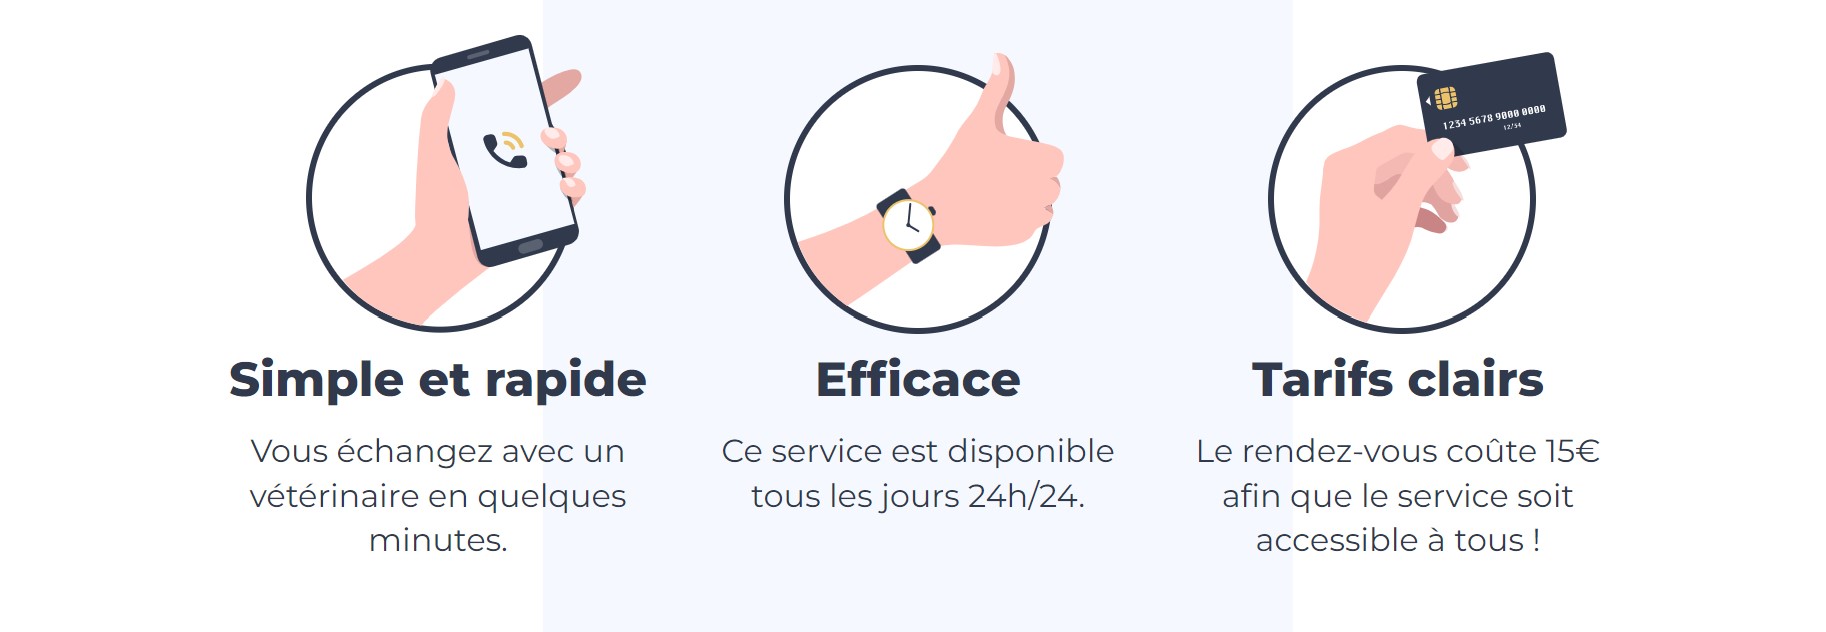 1234 5678 9000 0000
12/34
Simple et rapide
Vous échangez avec un
vétérinaire en quelques
minutes.
Efficace
Ce service est disponible
tous les jours 24h/24.
Tarifs clairs
Le rendez-vous coûte 15€
afin que le service soit
accessible à tous !